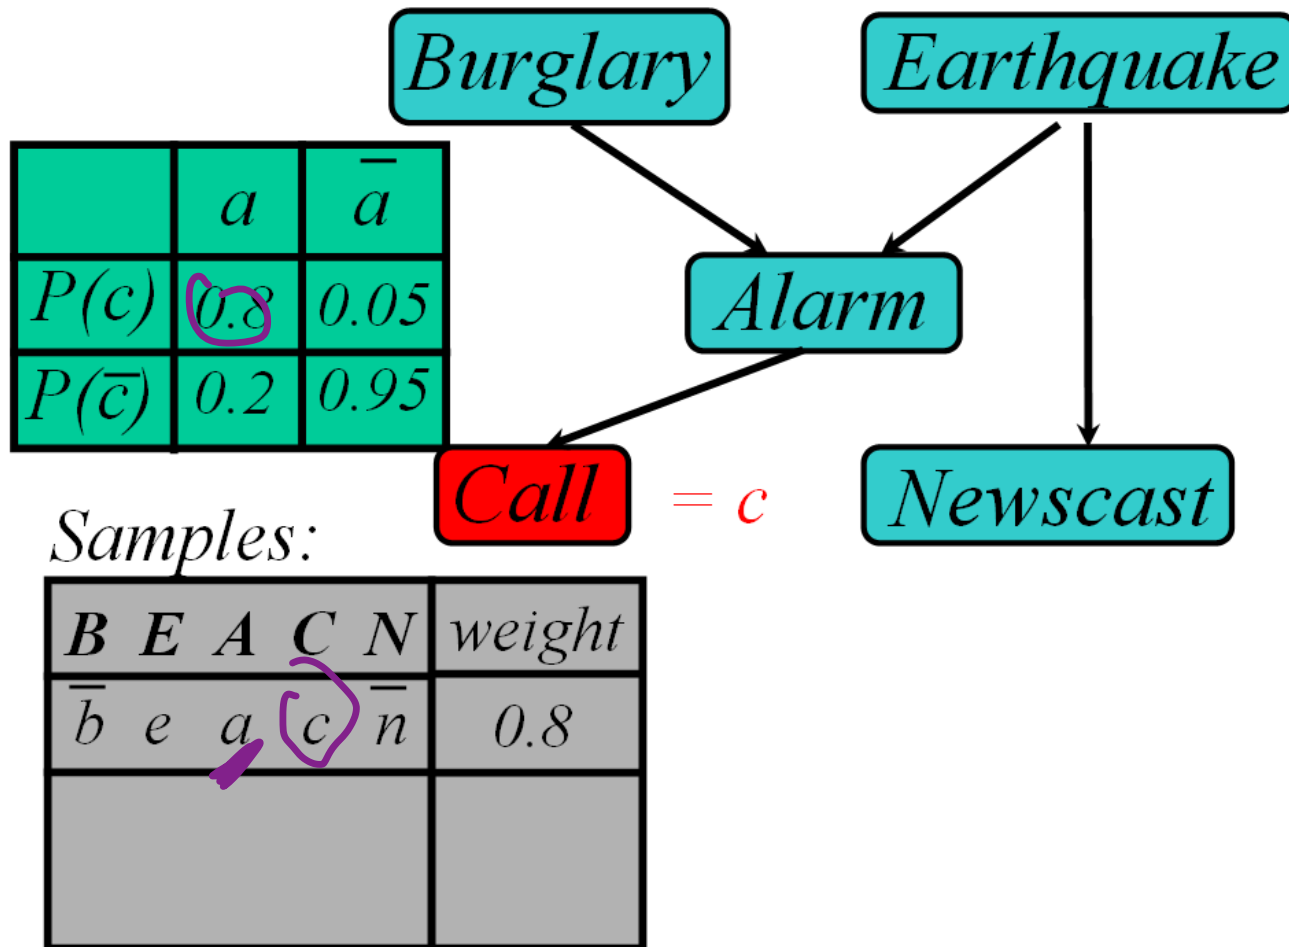 Burglary
Earthquake
a a̅
P(c) 0.8 0.05
Alarm
P(c̅) 0.2 0.95
Call = c
Newscast
Samples:
B E A C N weight
b̅ e a c n̅ 0.8